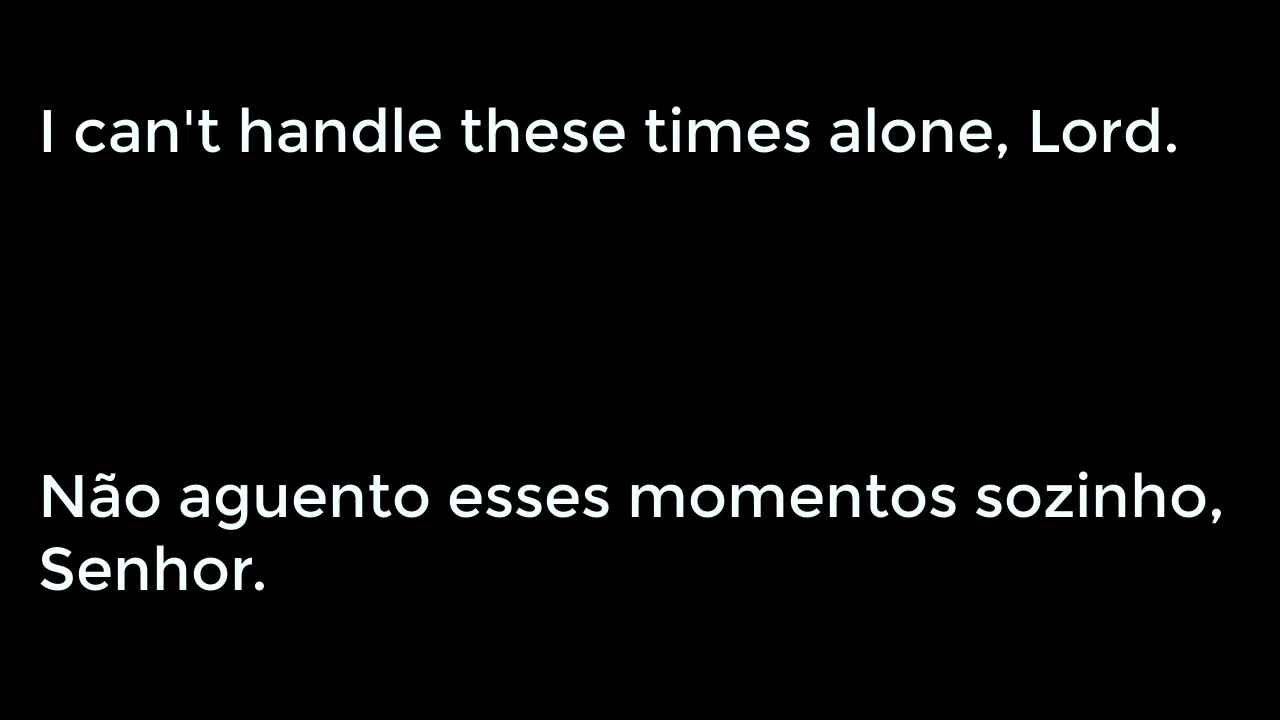 I can't handle these times alone, Lord.
Não aguento esses momentos sozinho,
Senhor.